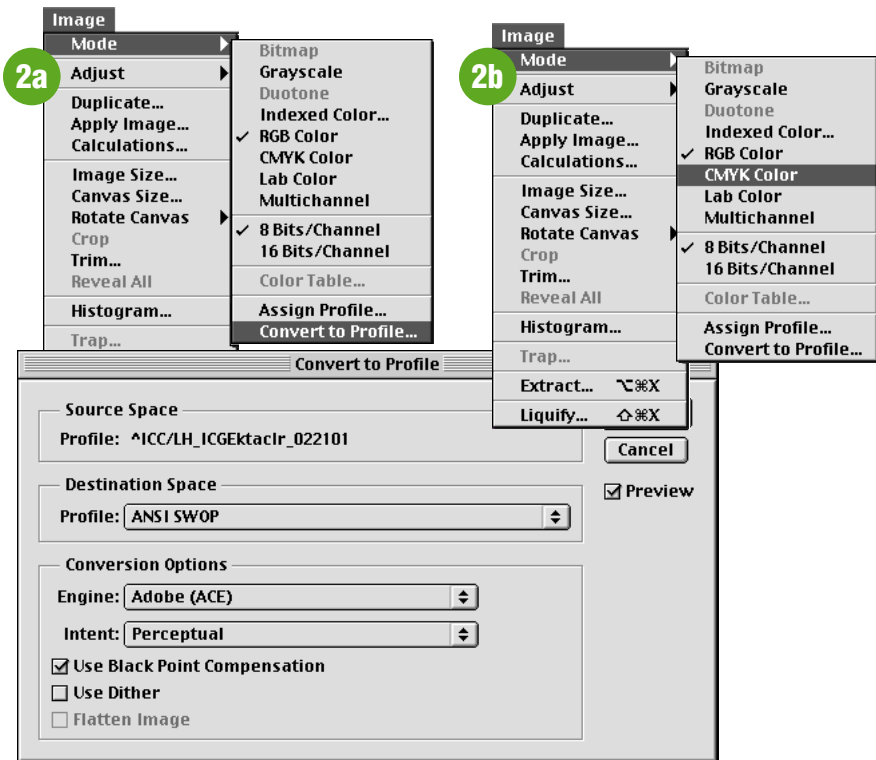 Image
Mode
2a
Adjust
Duplicate...
Apply Image...
Calculations...
Image Size...
Canvas Size...
Rotate Canvas
Crop
Trim...
Reveal All
Histogram...
Trap...
Bitmap
Grayscale
Duotone
Indexed Color...
✓ RGB Color
CMYK Color
Lab Color
Multichannel
✓ 8 Bits/Channel
16 Bits/Channel
Color Table...
Assign Profile...
Convert to Profile...
Image
Mode
2b
Adjust
Duplicate...
Apply Image...
Calculations...
Image Size...
Canvas Size...
Rotate Canvas
Crop
Trim...
Reveal All
Histogram...
Trap...
Extract... ⌥⌘X
Liquify... ⇧⌘X
Bitmap
Grayscale
Duotone
Indexed Color...
✓ RGB Color
CMYK Color
Lab Color
Multichannel
✓ 8 Bits/Channel
16 Bits/Channel
Color Table...
Assign Profile...
Convert to Profile...
Convert to Profile
Source Space
Profile: ^ICC/LH_ICGEktaclr_022101
Cancel
Destination Space
Preview
Profile: ANSI SWOP
Conversion Options
Engine: Adobe (ACE)
Intent: Perceptual
Use Black Point Compensation
Use Dither
Flatten Image